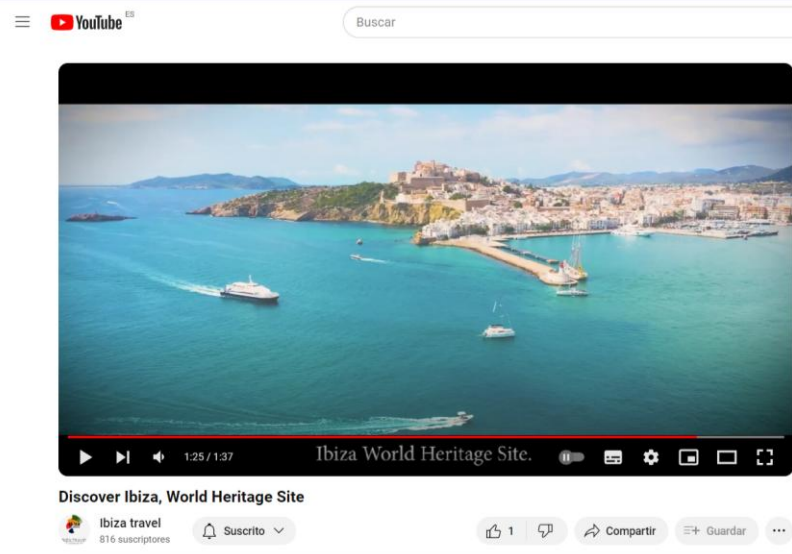 YouTube ES
Buscar
1:25 / 1:37
Ibiza World Heritage Site.
Discover Ibiza, World Heritage Site
Ibiza travel
816 suscriptores
Suscrito
1
Compartir
Guardar